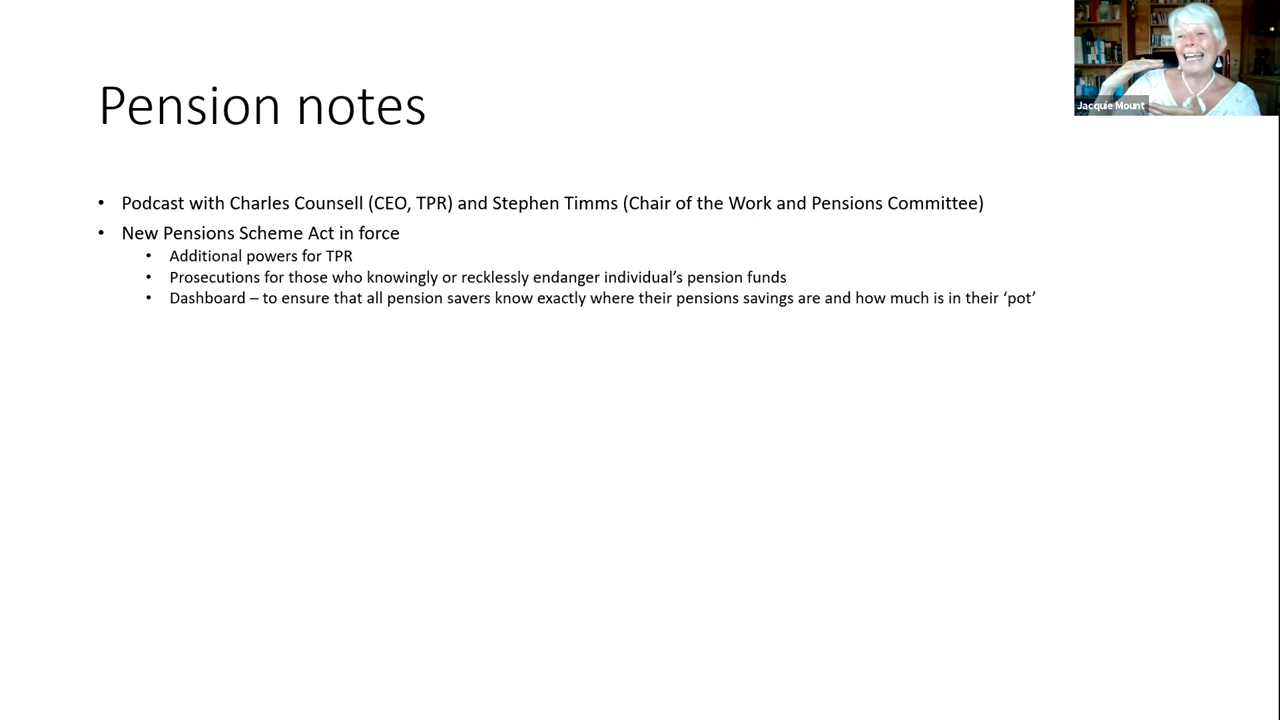 Pension notes
Jacquie Mount
• Podcast with Charles Counsell (CEO, TPR) and Stephen Timms (Chair of the Work and Pensions Committee)
• New Pensions Scheme Act in force
• Additional powers for TPR
• Prosecutions for those who knowingly or recklessly endanger individual’s pension funds
• Dashboard – to ensure that all pension savers know exactly where their pensions savings are and how much is in their ‘pot’